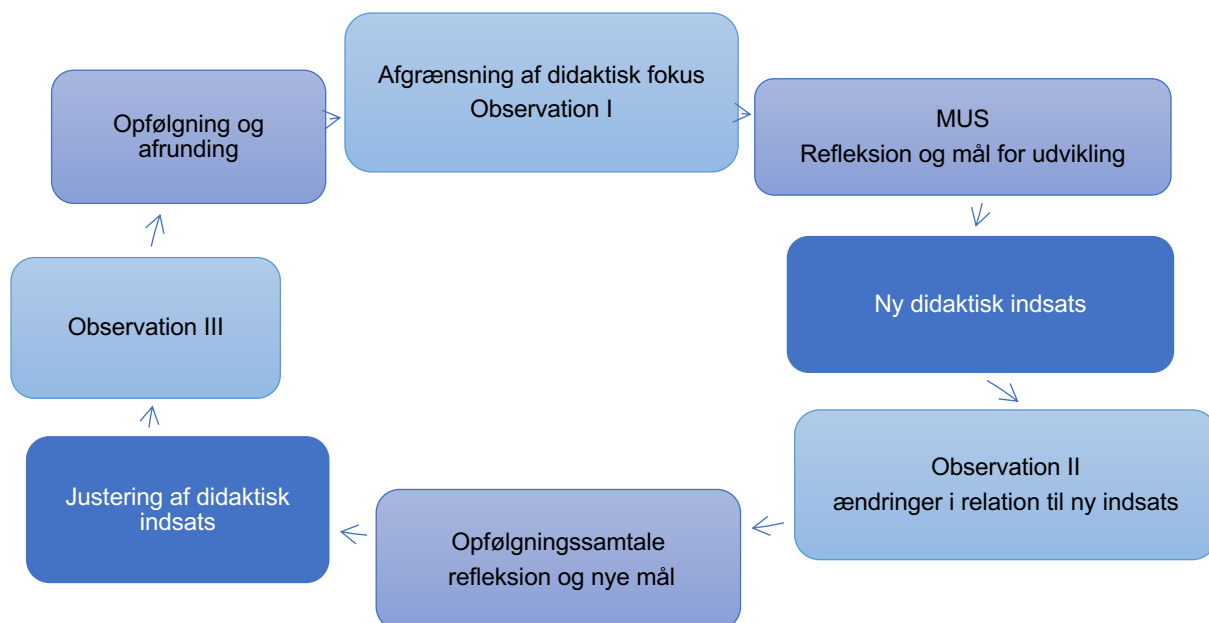 Afgrænsning af didaktisk fokus
Observation I
MUS
Refleksion og mål for udvikling
Ny didaktisk indsats
Observation II
ændringer i relation til ny indsats
Opfølgningssamtale
refleksion og nye mål
Justering af didaktisk
indsats
Observation III
Opfølgning og
afrunding